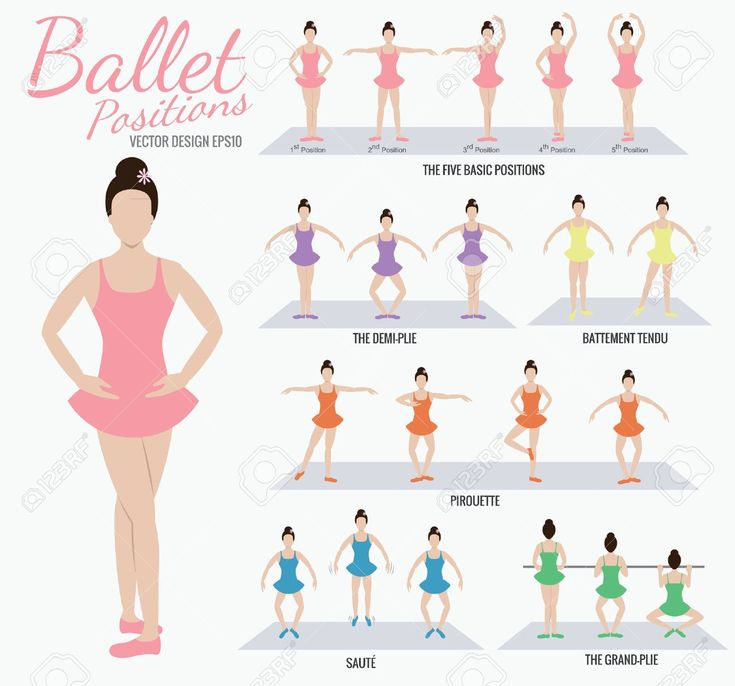 Ballet
Positions
VECTOR DESIGN EPS10
1st Position
2nd Position
3rd Position
4th Position
5th Position
THE FIVE BASIC POSITIONS
THE DEMI-PLIE
BATTEMENT TENDU
PIROUETTE
SAUTÉ
THE GRAND-PLIE
123RF